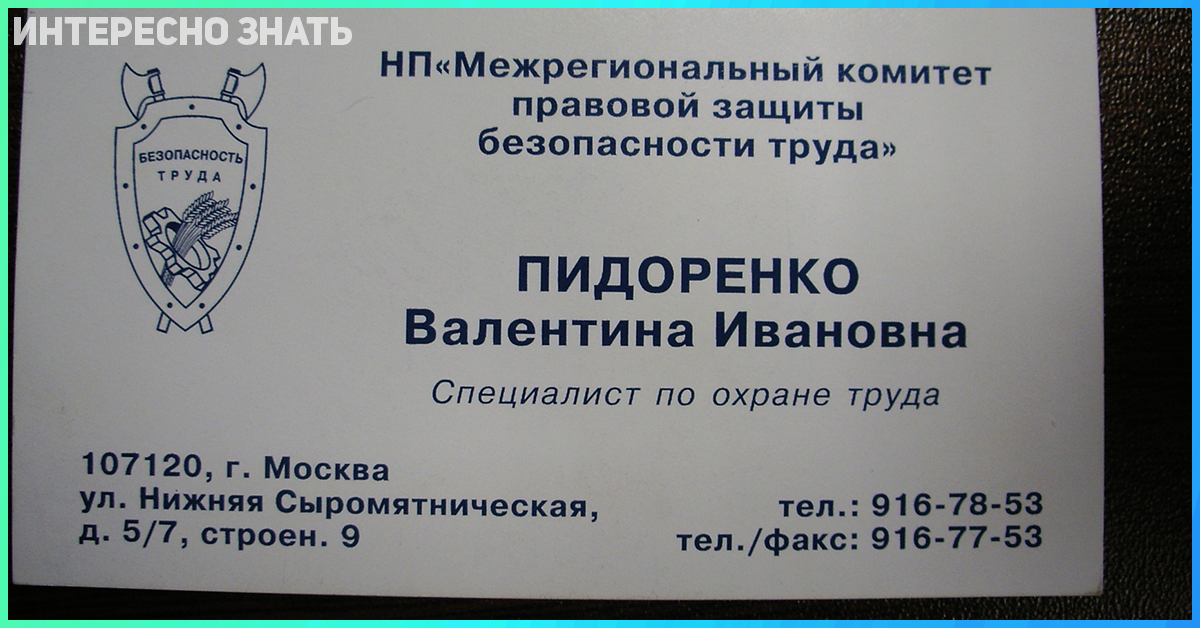 ИНТЕРЕСНО ЗНАТЬ
НП«Межрегиональный комитет
правовой защиты
безопасности труда»
БЕЗОПАСНОСТЬ
ТРУДА
ПИДОРЕНКО
Валентина Ивановна
Специалист по охране труда
107120, г. Москва
ул. Нижняя Сыромятническая,
д. 5/7, строен. 9
тел.: 916-78-53
тел./факс: 916-77-53